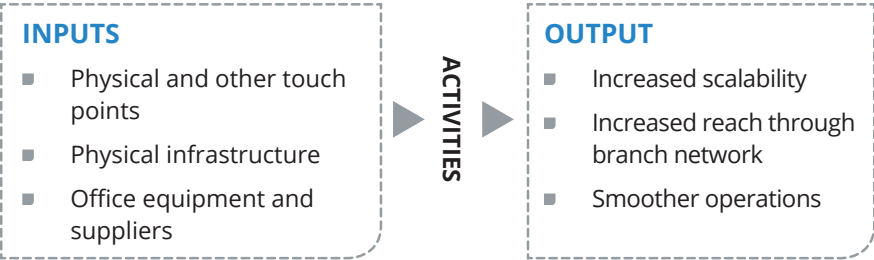 INPUTS
Physical and other touch
points
Physical infrastructure
Office equipment and
suppliers
ACTIVITIES
OUTPUT
Increased scalability
Increased reach through
branch network
Smoother operations